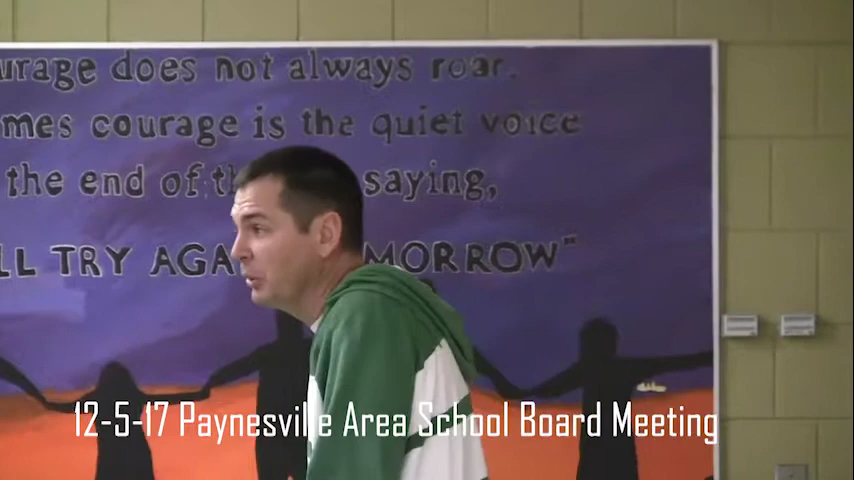 urage does not always roar.
mes courage is the quiet voice
the end of th saying,
LL TRY AGA MORROW"
12-5-17 Paynesville Area School Board Meeting